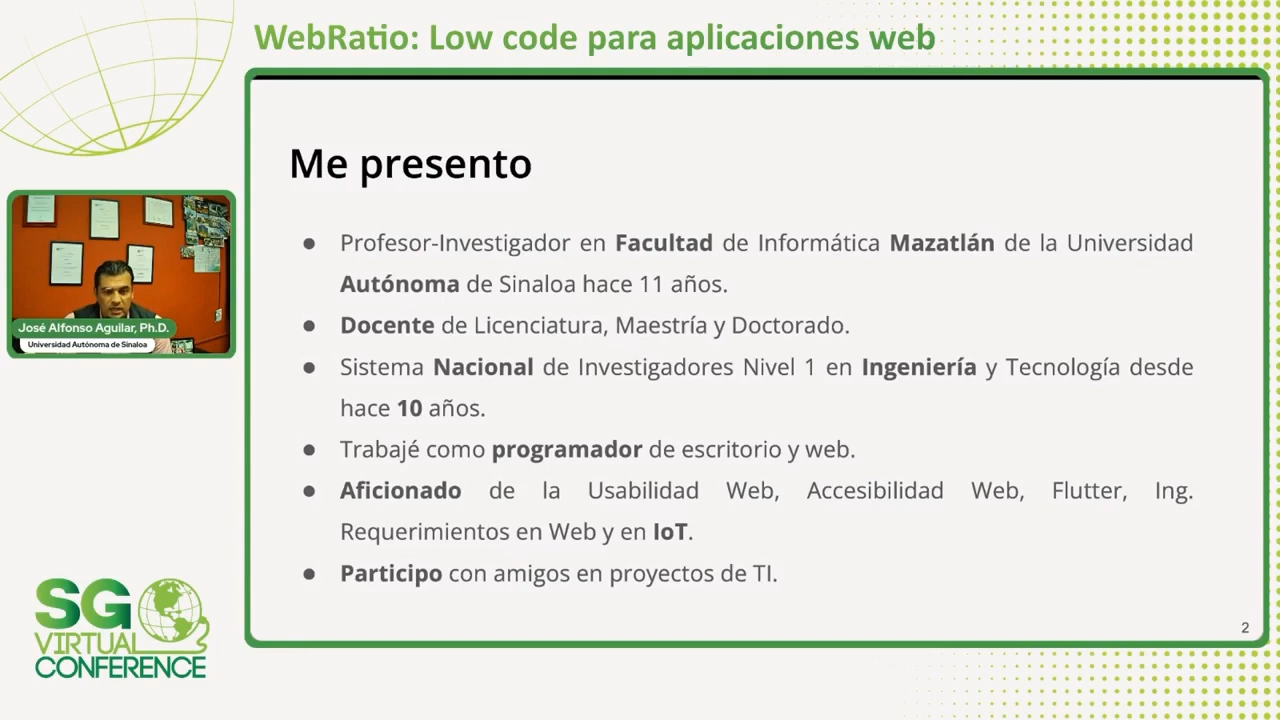 WebRatio: Low code para aplicaciones web
Me presento
● Profesor-Investigador en Facultad de Informática Mazatlán de la Universidad
Autónoma de Sinaloa hace 11 años.
● Docente de Licenciatura, Maestría y Doctorado.
● Sistema Nacional de Investigadores Nivel 1 en Ingeniería y Tecnología desde
hace 10 años.
● Trabajé como programador de escritorio y web.
● Aficionado de la Usabilidad Web, Accesibilidad Web, Flutter, Ing.
Requerimientos en Web y en IoT.
● Participo con amigos en proyectos de TI.
2
José Alfonso Aguilar, Ph.D.
Universidad Autónoma de Sinaloa
SG
VIRTUAL
CONFERENCE